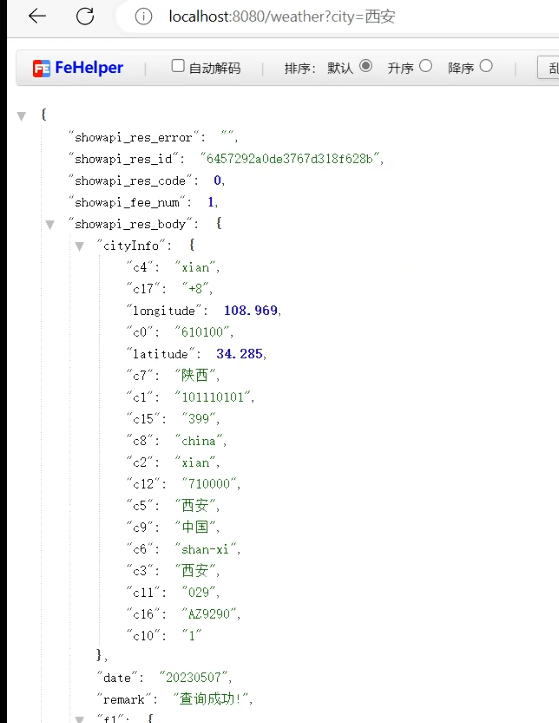 localhost:8080/weather?city=西安
FeHelper 自动解码 排序: 默认 升序 降序 乱
{
"showapi_res_error": "",
"showapi_res_id": "6457292a0de3767d318f628b",
"showapi_res_code": 0,
"showapi_fee_num": 1,
"showapi_res_body": {
"cityInfo": {
"c4": "xian",
"c17": "+8",
"longitude": 108.969,
"c0": "610100",
"latitude": 34.285,
"c7": "陕西",
"c1": "101110101",
"c15": "399",
"c8": "china",
"c2": "xian",
"c12": "710000",
"c5": "西安",
"c9": "中国",
"c6": "shan-xi",
"c3": "西安",
"c11": "029",
"c16": "AZ9290",
"c10": "1"
},
"date": "20230507",
"remark": "查询成功!",
"f1": {